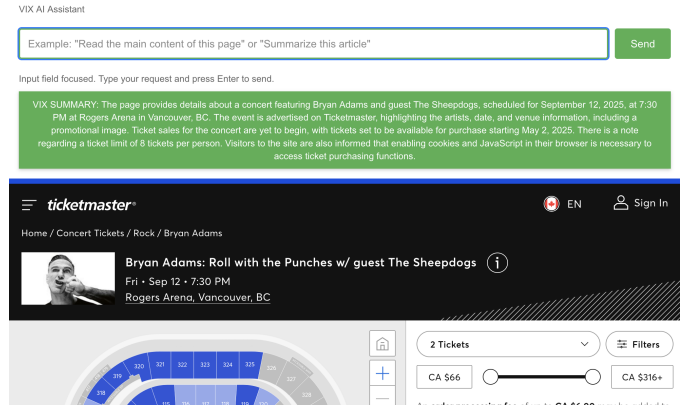 VIX AI Assistant
Example: "Read the main content of this page" or "Summarize this article"
Send
Input field focused. Type your request and press Enter to send.
VIX SUMMARY: The page provides details about a concert featuring Bryan Adams and guest The Sheepdogs, scheduled for September 12, 2025, at 7:30
PM at Rogers Arena in Vancouver, BC. The event is advertised on Ticketmaster, highlighting the artists, date, and venue information, including a
promotional image. Ticket sales for the concert are yet to begin, with tickets set to be available for purchase starting May 2, 2025. There is a note
regarding a ticket limit of 8 tickets per person. Visitors to the site are also informed that enabling cookies and JavaScript in their browser is necessary to
access ticket purchasing functions.
ticketmaster®
EN
Sign In
Home / Concert Tickets / Rock / Bryan Adams
Bryan Adams: Roll with the Punches w/ guest The Sheepdogs
Fri • Sep 12 • 7:30 PM
Rogers Arena, Vancouver, BC
2 Tickets
Filters
CA $66
CA $316+
318 319 320 321 322 323 324 325 326 327 328